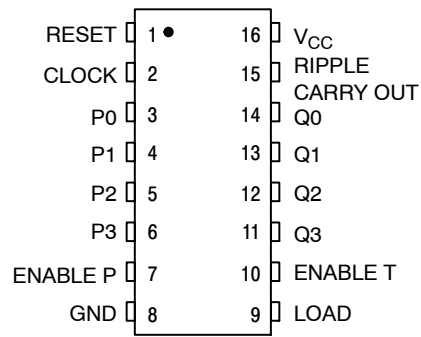 RESET 1 16 VCC
CLOCK 2 15 RIPPLE CARRY OUT
P0 3 14 Q0
P1 4 13 Q1
P2 5 12 Q2
P3 6 11 Q3
ENABLE P 7 10 ENABLE T
GND 8 9 LOAD